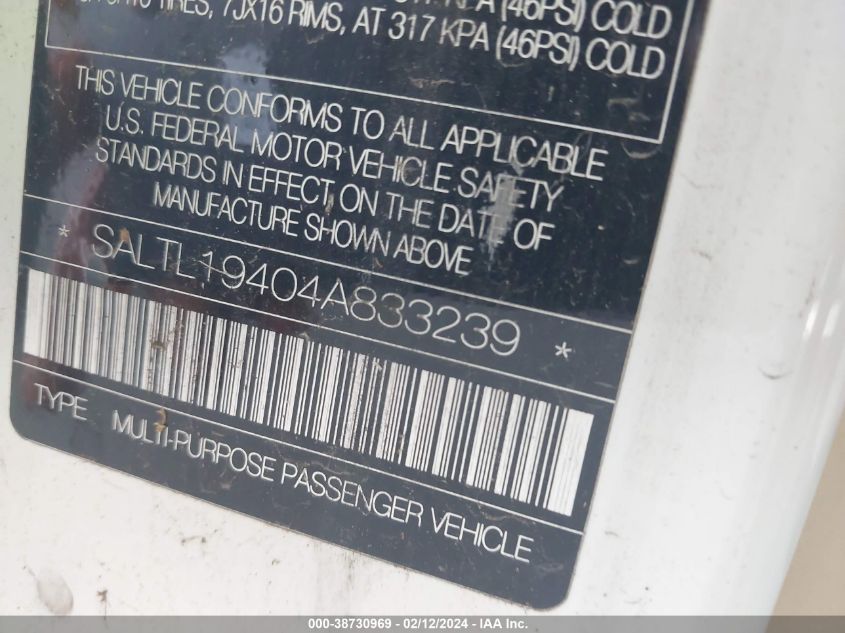 TIRES, 7JX16 RIMS, AT 317 KPA (46PSI) COLD
THIS VEHICLE CONFORMS TO ALL APPLICABLE
U.S. FEDERAL MOTOR VEHICLE SAFETY
STANDARDS IN EFFECT ON THE DATE OF
MANUFACTURE SHOWN ABOVE
* SALTL19404A833239 *
TYPE MULTI-PURPOSE PASSENGER VEHICLE
000-38730969 - 02/12/2024 - IAA Inc.